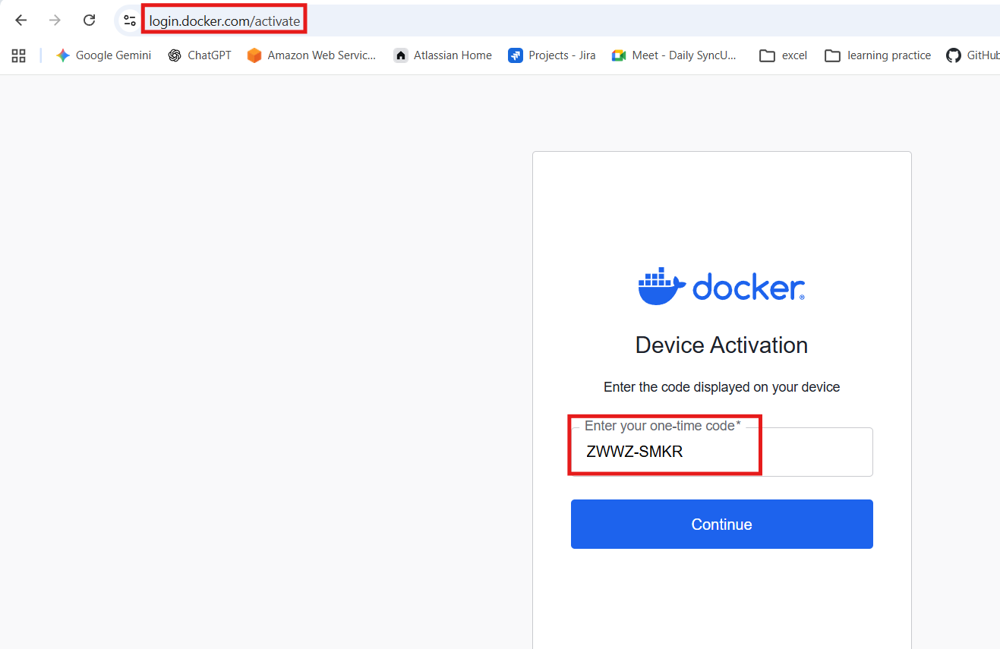 login.docker.com/activate
Google Gemini ChatGPT Amazon Web Servic... Atlassian Home Projects - Jira Meet - Daily SyncU... excel learning practice GitHub
docker®
Device Activation
Enter the code displayed on your device
Enter your one-time code*
ZWWZ-SMKR
Continue